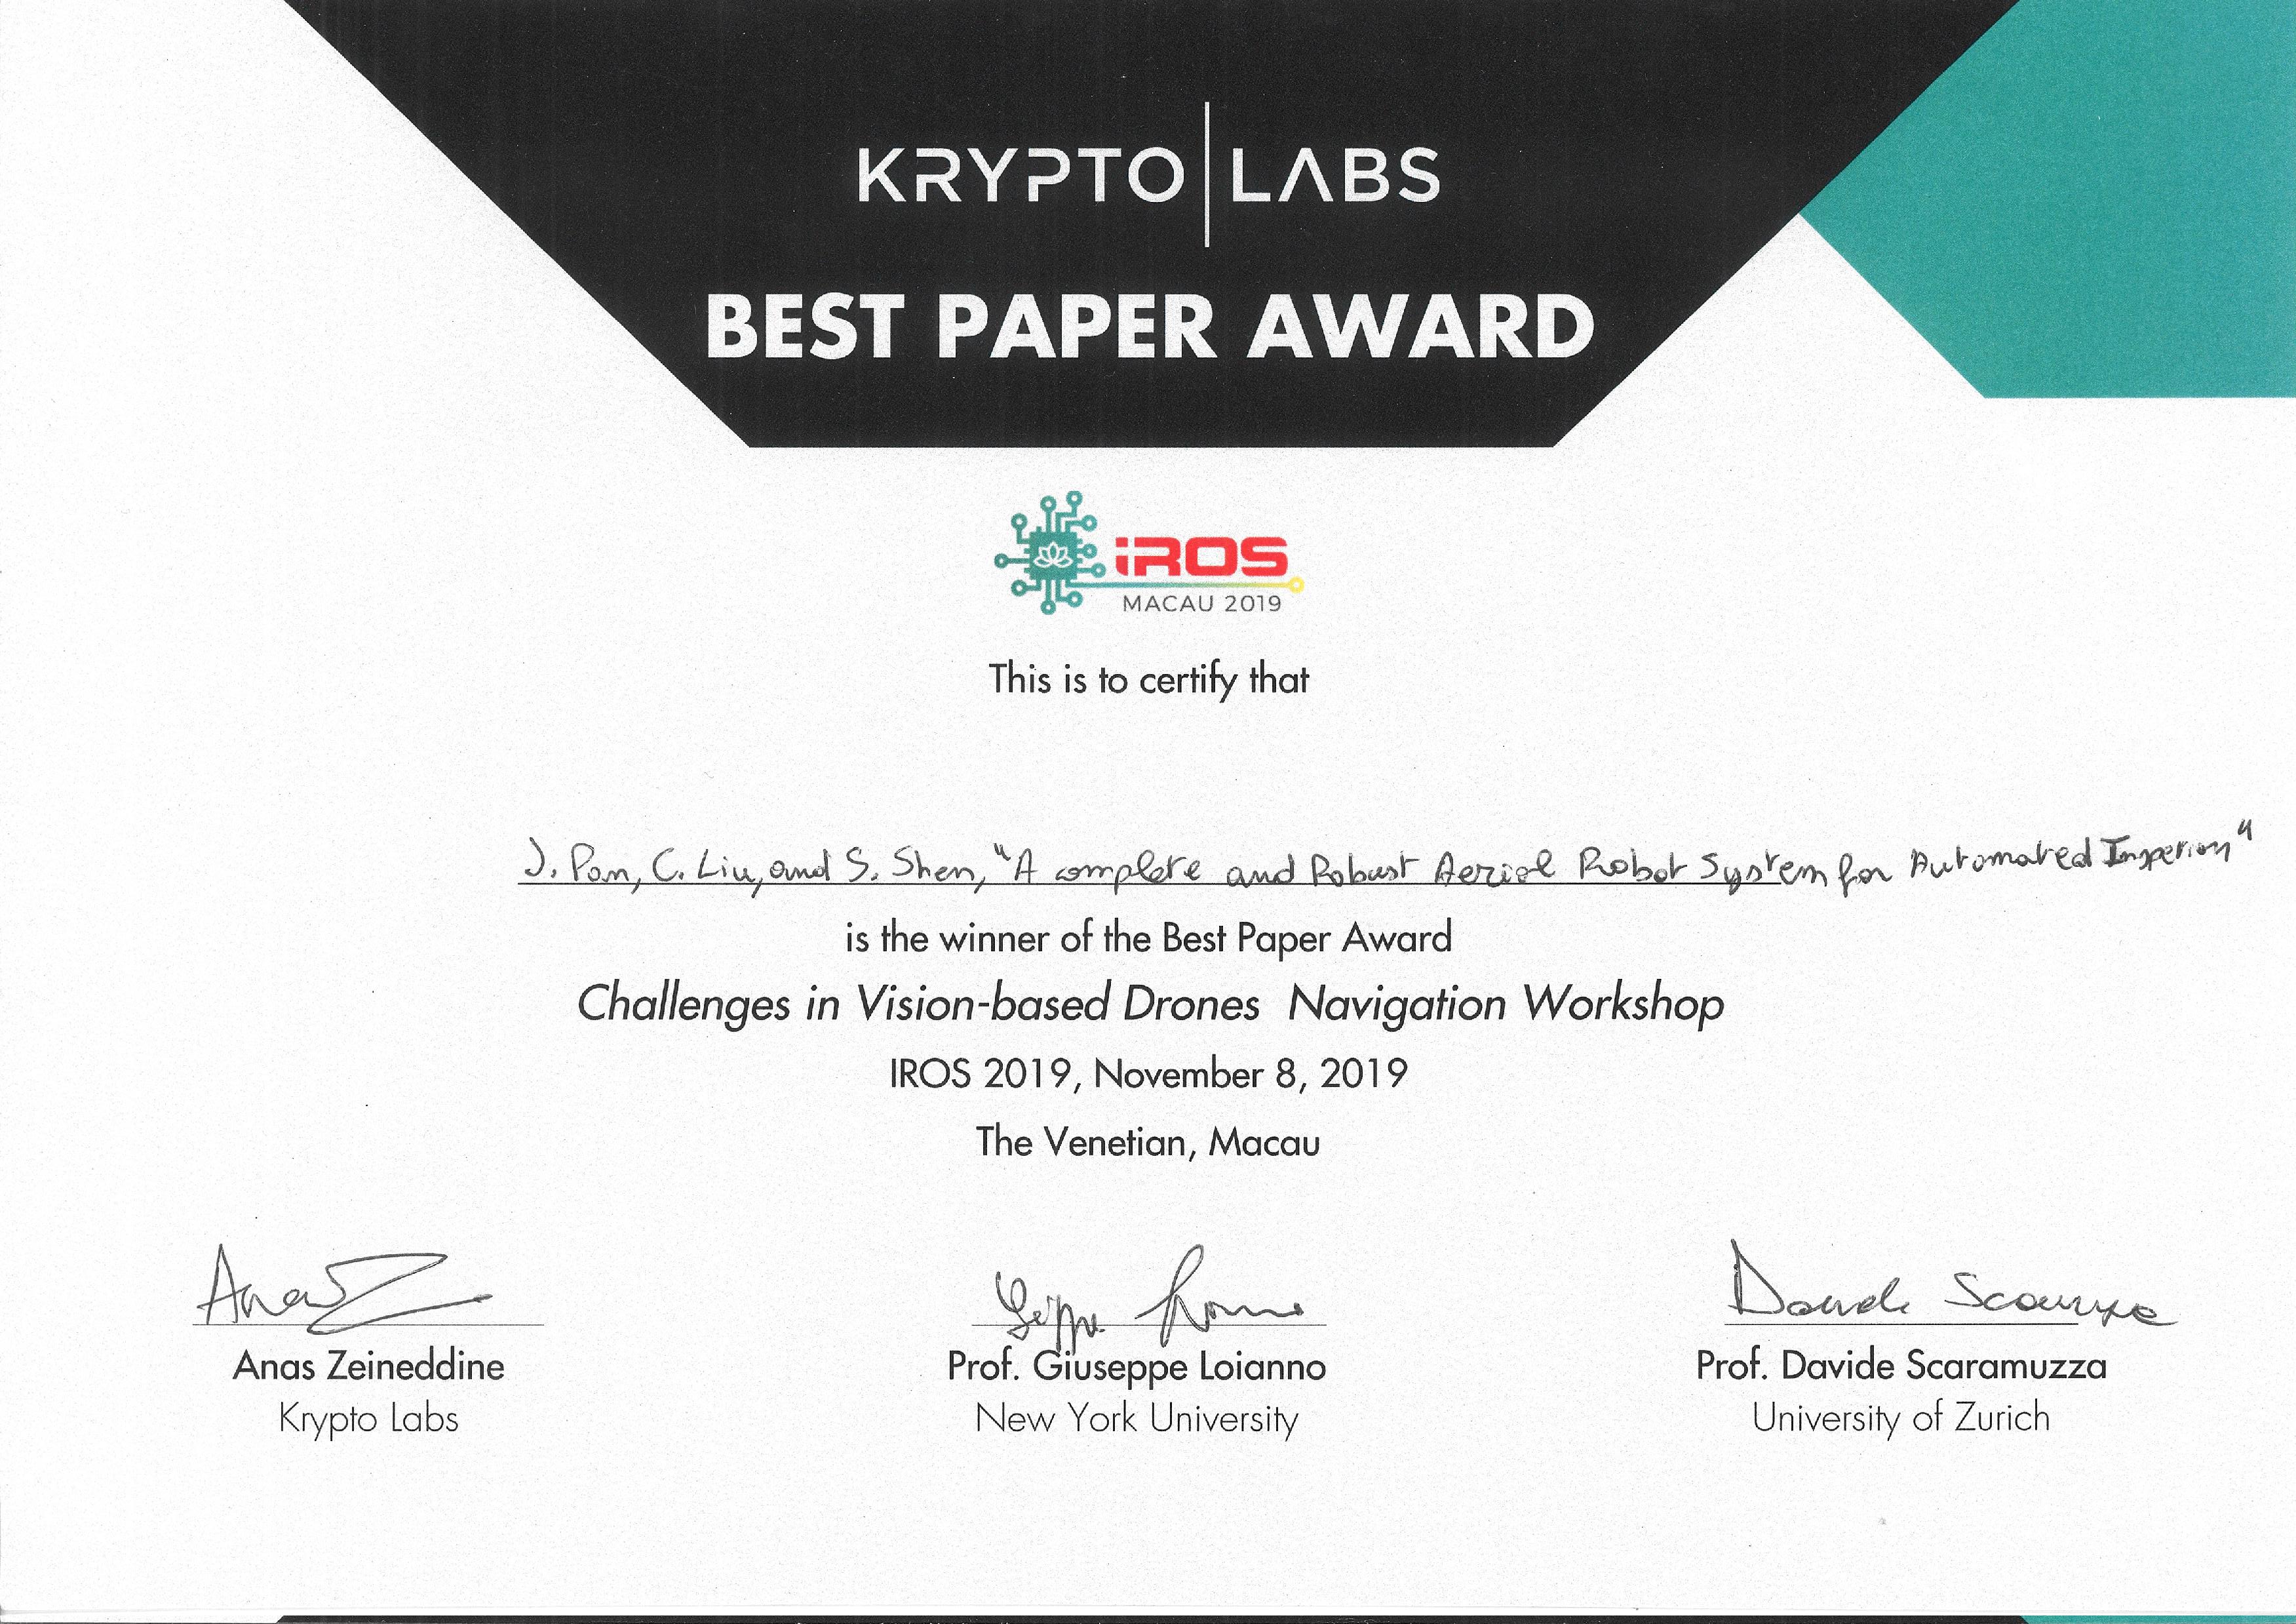 KRYPTO LABS
BEST PAPER AWARD
iROS
MACAU 2019
This is to certify that
J. Pan, C. Liu, and S. Shen, "A complete and Robust Aerial Robot System for Automated Inspection"
is the winner of the Best Paper Award
Challenges in Vision-based Drones Navigation Workshop
IROS 2019, November 8, 2019
The Venetian, Macau
Anas Zeineddine
Krypto Labs
Prof. Giuseppe Loianno
New York University
Davide Scaramuzza
Prof. Davide Scaramuzza
University of Zurich